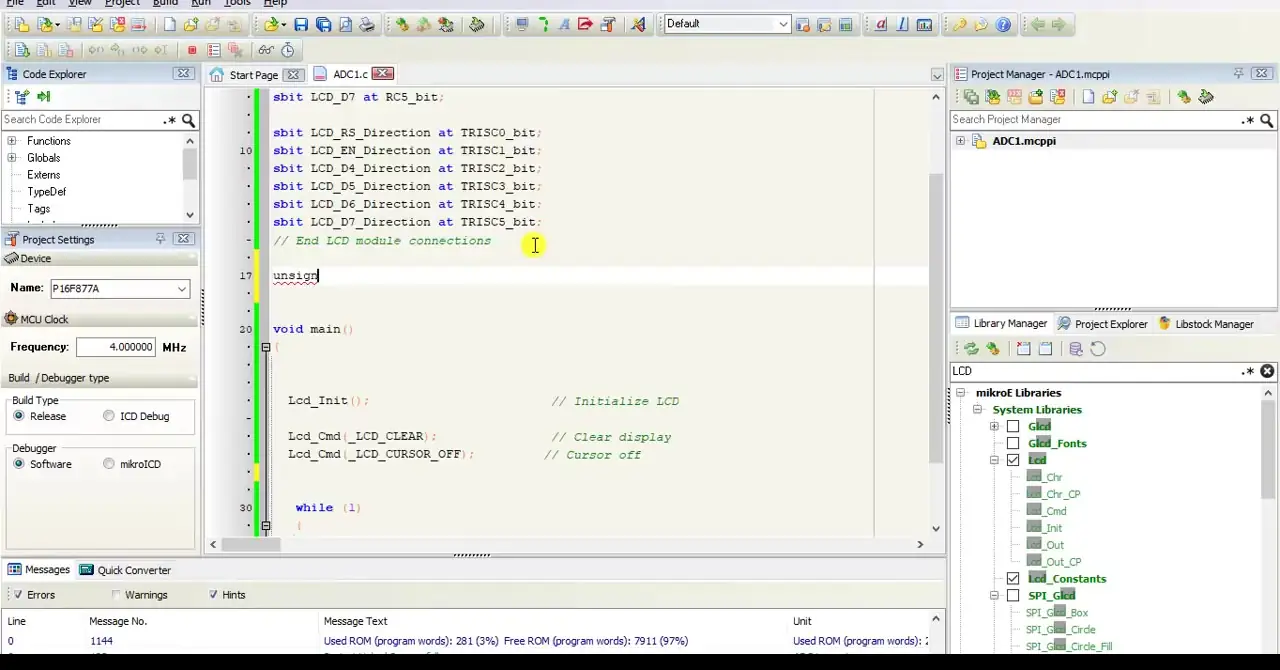 File Edit View Project Build Run Tools Help
Default
Code Explorer
Start Page
ADC1.c
Project Manager - ADC1.mcppi
Search Code Explorer
Functions
Globals
Externs
TypeDef
Tags
Project Settings
Device
Name: P16F877A
MCU Clock
Frequency: 4.000000 MHz
Build / Debugger type
Build Type
Release
ICD Debug
Debugger
Software
mikroICD
sbit LCD_D7 at RC5_bit;
sbit LCD_RS_Direction at TRISC0_bit;
10 sbit LCD_EN_Direction at TRISC1_bit;
sbit LCD_D4_Direction at TRISC2_bit;
sbit LCD_D5_Direction at TRISC3_bit;
sbit LCD_D6_Direction at TRISC4_bit;
sbit LCD_D7_Direction at TRISC5_bit;
// End LCD module connections
17 unsign
20 void main()
{
Lcd_Init(); // Initialize LCD
Lcd_Cmd(_LCD_CLEAR); // Clear display
Lcd_Cmd(_LCD_CURSOR_OFF); // Cursor off
30 while (1)
{
Search Project Manager
ADC1.mcppi
Library Manager
Project Explorer
Libstock Manager
LCD
mikroE Libraries
System Libraries
Glcd
Glcd_Fonts
Lcd
Lcd_Chr
Lcd_Chr_CP
Lcd_Cmd
Lcd_Init
Lcd_Out
Lcd_Out_CP
Lcd_Constants
SPI_Glcd
SPI_Glcd_Box
SPI_Glcd_Circle
SPI_Glcd_Circle_Fill
Messages
Quick Converter
Errors
Warnings
Hints
Line
Message No.
Message Text
Unit
0 1144 Used ROM (program words): 281 (3%) Free ROM (program words): 7911 (97%) Used ROM (program words): 2